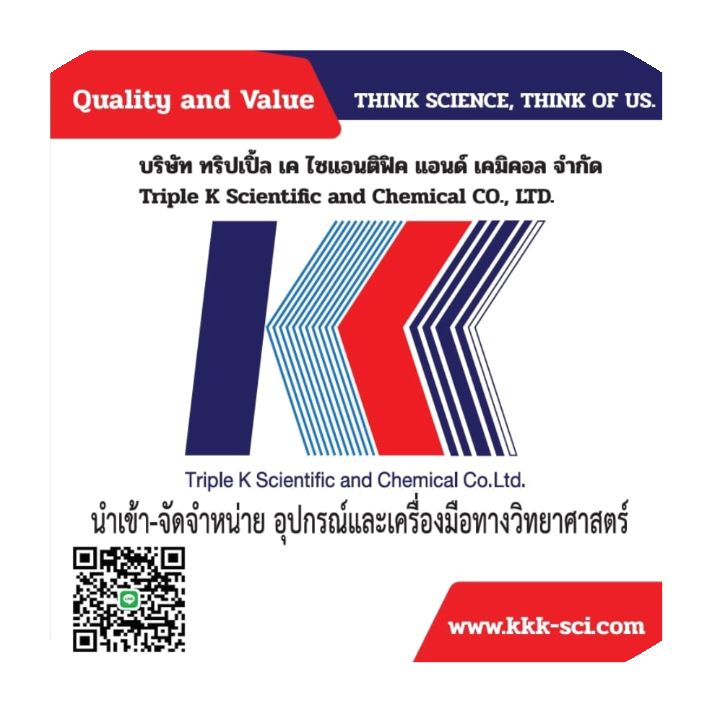 Quality and Value
THINK SCIENCE, THINK OF US.
บริษัท ทริปเปิ้ล เค ไซแอนติฟิค แอนด์ เคมิคอล จำกัด
Triple K Scientific and Chemical CO., LTD.
Triple K Scientific and Chemical Co.Ltd.
นำเข้า-จัดจำหน่าย อุปกรณ์และเครื่องมือทางวิทยาศาสตร์
LINE
www.kkk-sci.com